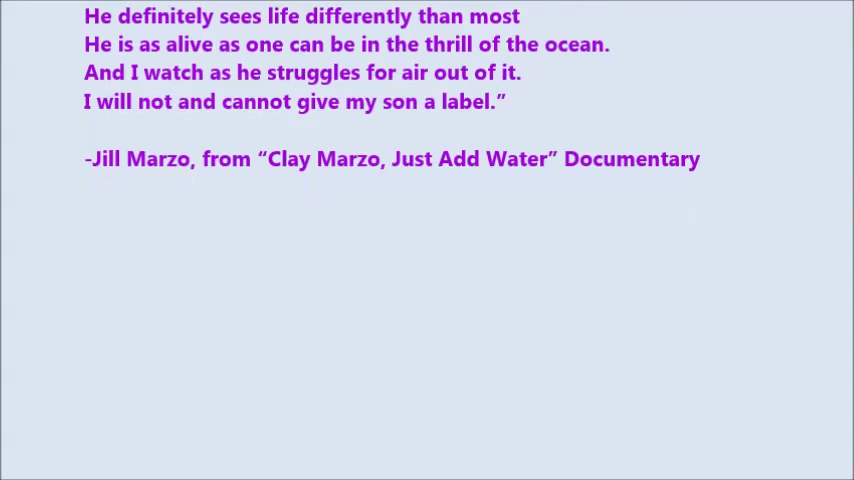 He definitely sees life differently than most
He is as alive as one can be in the thrill of the ocean.
And I watch as he struggles for air out of it.
I will not and cannot give my son a label.”
-Jill Marzo, from “Clay Marzo, Just Add Water” Documentary